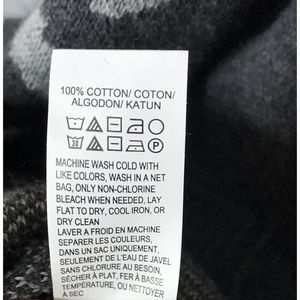 100% COTTON/ COTON/
ALGODON/ KATUN
MACHINE WASH COLD WITH
LIKE COLORS, WASH IN A NET
BAG, ONLY NON-CHLORINE
BLEACH WHEN NEEDED, LAY
FLAT TO DRY, COOL IRON, OR
DRY CLEAN
LAVER A FROID EN MACHINE
SEPARER LES COULEURS,
DANS UN SAC UNIQUEMENT,
SEULEMENT DE L'EAU DE JAVEL
SANS CHLORURE AU BESOIN,
SÉCHER À PLAT, FER À BASSE
TEMPÉRATURE, OU NETTOYER
A SEC